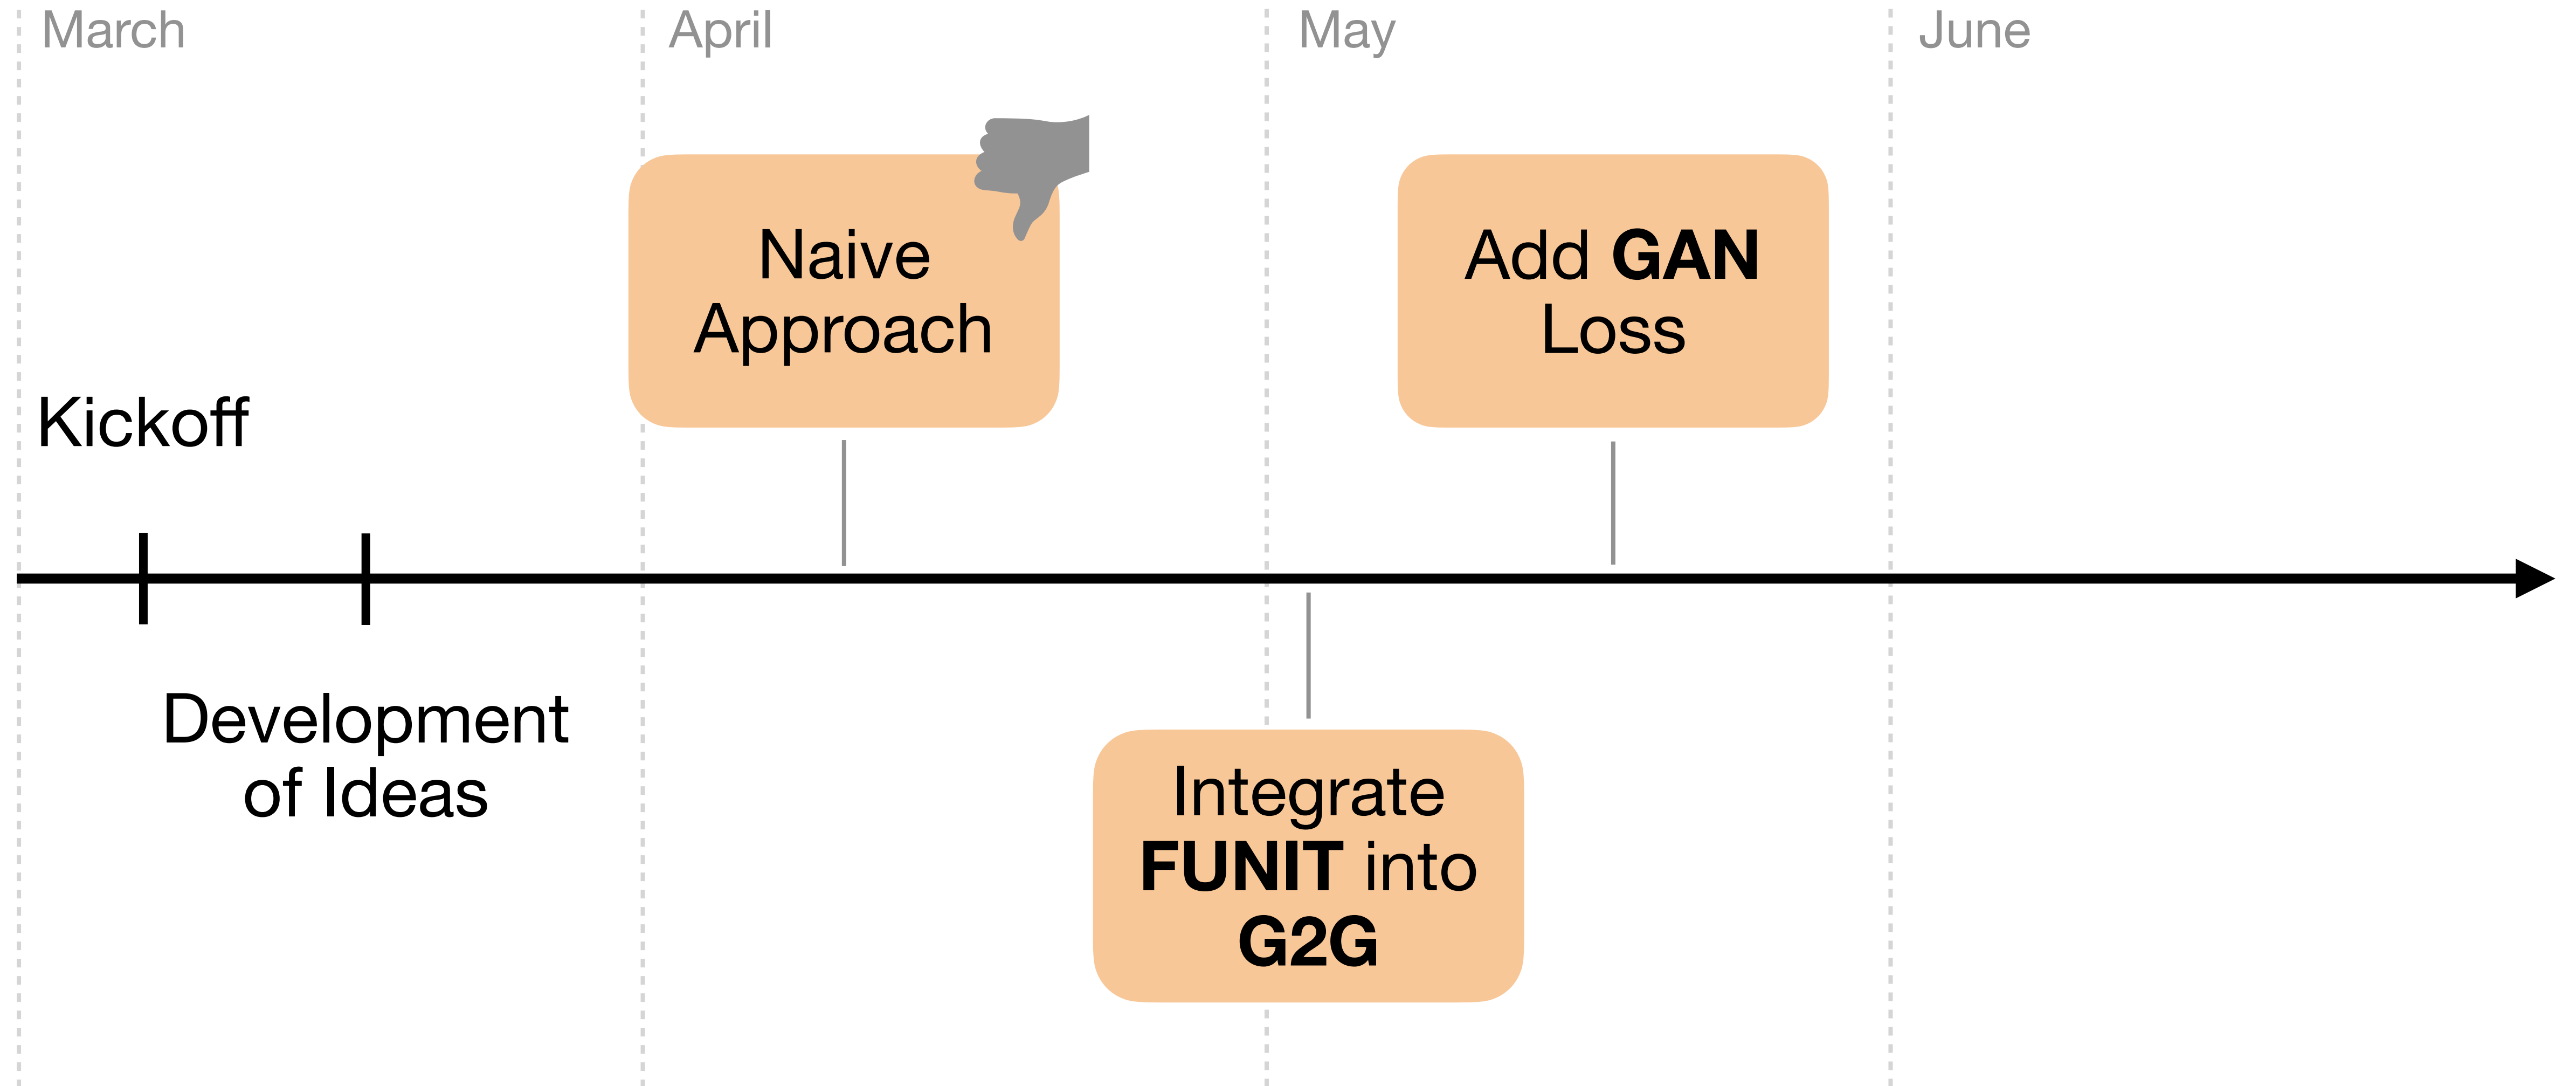 March
April
May
June
Naive
Approach
Add GAN
Loss
Kickoff
Development
of Ideas
Integrate
FUNIT into
G2G